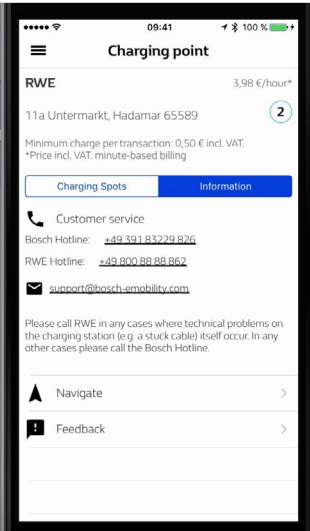 09:41
100 %
Charging point
RWE
3,98 €/hour*
11a Untermarkt, Hadamar 65589
2
Minimum charge per transaction: 0,50 € incl. VAT.
*Price incl. VAT. minute-based billing
Charging Spots
Information
Customer service
Bosch Hotline: +49 391 83229 826
RWE Hotline: +49 800 88 88 862
support@bosch-emobility.com
Please call RWE in any cases where technical problems on
the charging station (e.g. a stuck cable) itself occur. In any
other cases please call the Bosch Hotline.
Navigate
Feedback